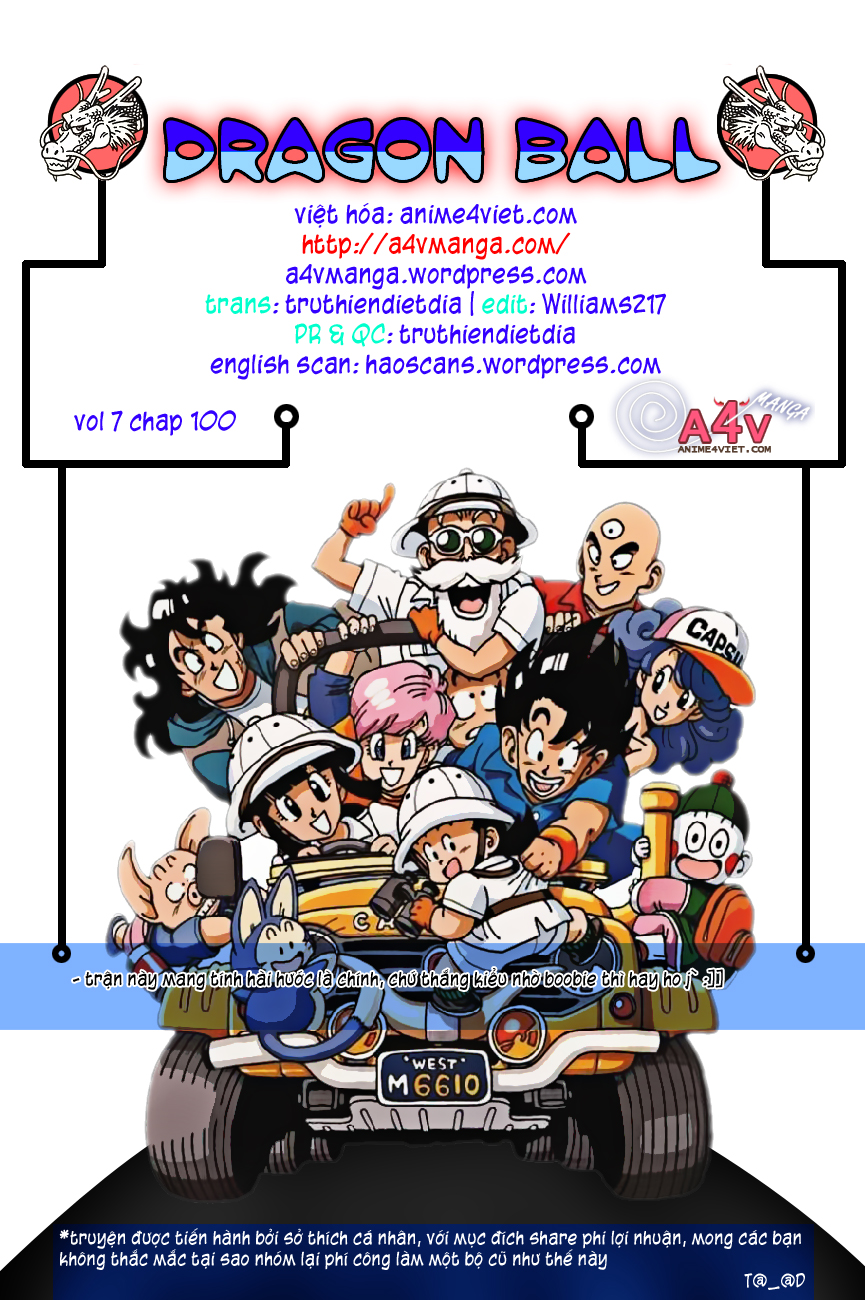 DRAGON BALL
việt hóa: anime4viet.com
http://a4vmanga.com/
a4vmanga.wordpress.com
trans: truthiendietdia | edit: Williams217
PR & QC: truthiendietdia
english scan: haoscans.wordpress.com
vol 7 chap 100
A4V MANGA
ANIME4VIET.COM
CAPSU
CA
- trận này mang tính hài hước là chính, chứ thắng kiểu nhờ boobie thì hay ho j` :]]
"WEST"
M6610
*truyện được tiến hành bởi sở thích cá nhân, với mục đích share phi lợi nhuận, mong các bạn
không thắc mắc tại sao nhóm lại phí công làm một bộ cũ như thế này
T@_@D